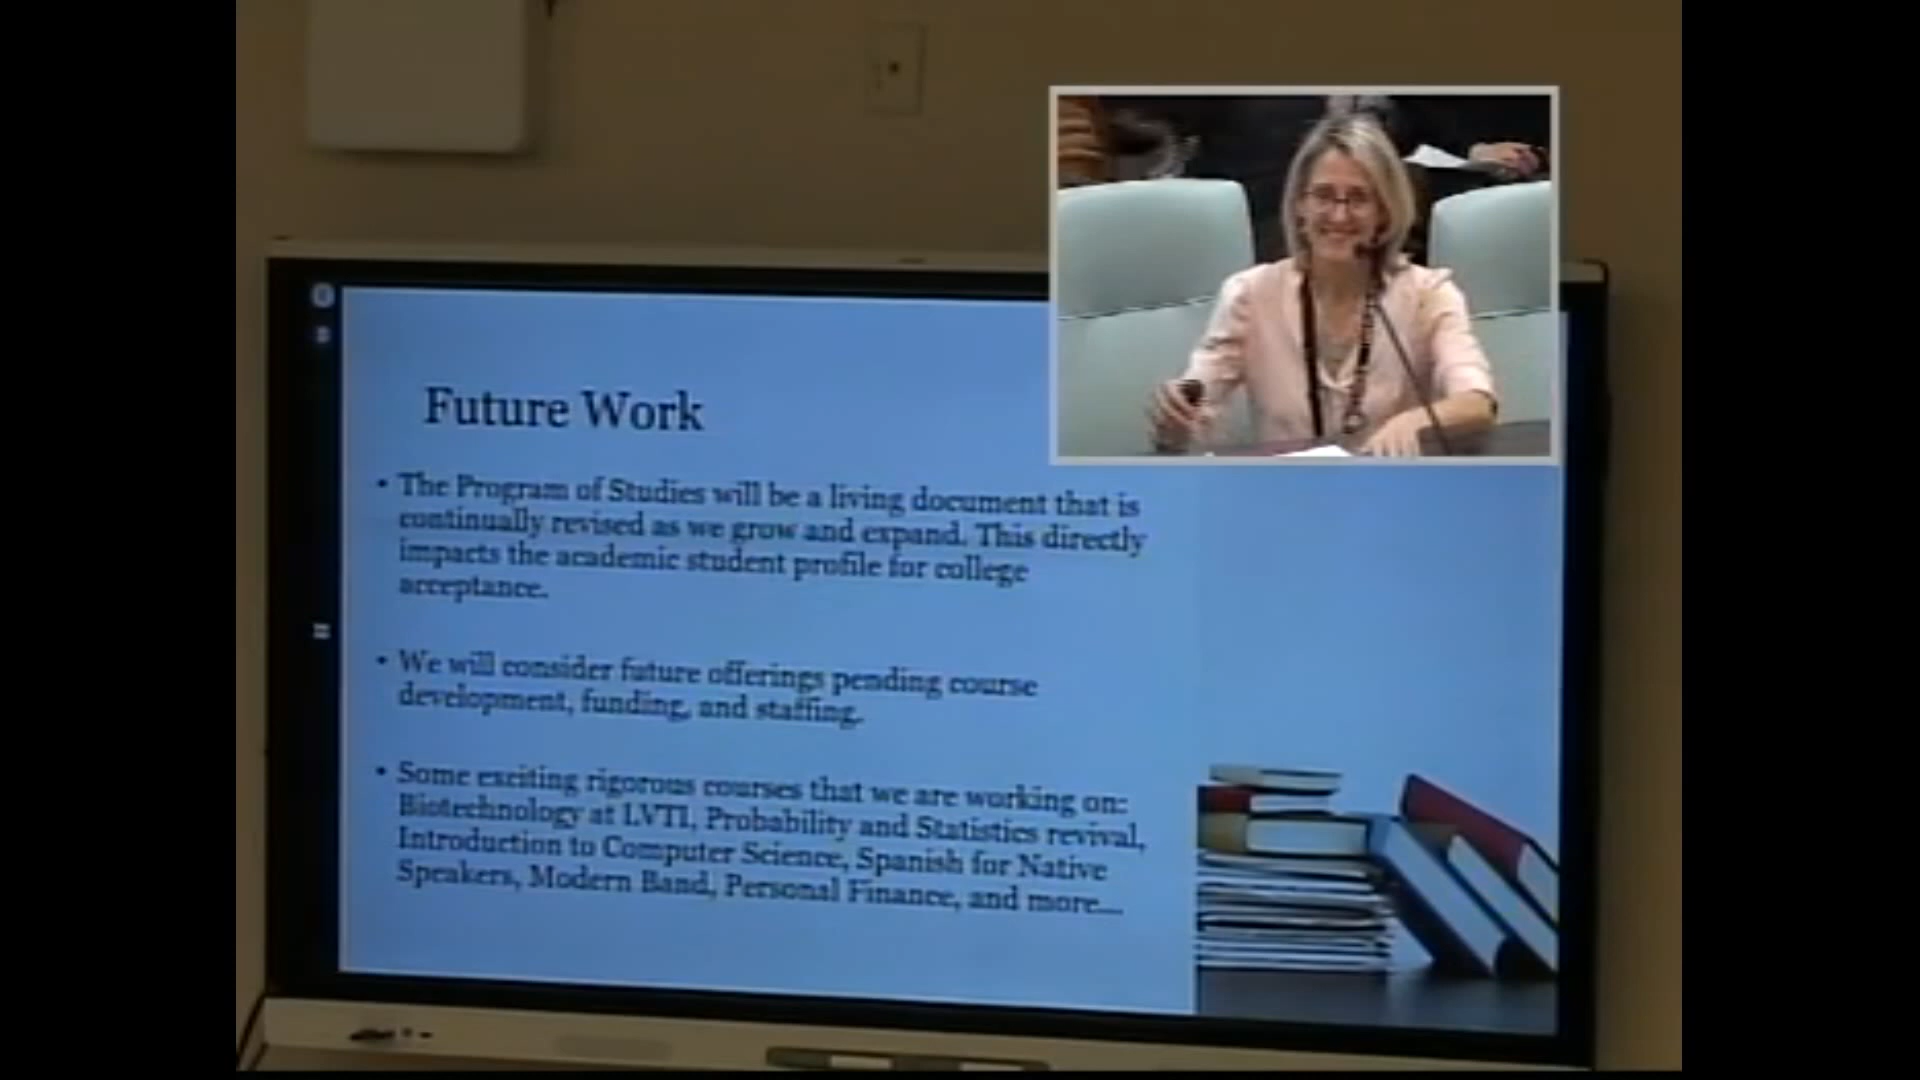 Future Work
• The Program of Studies will be a living document that is
continually revised as we grow and expand. This directly
impacts the academic student profile for college
acceptance.
• We will consider future offerings pending course
development, funding, and staffing.
• Some exciting rigorous courses that we are working on:
Biotechnology at LVTI, Probability and Statistics revival,
Introduction to Computer Science, Spanish for Native
Speakers, Modern Band, Personal Finance, and more....